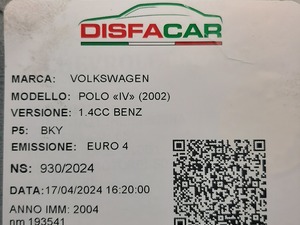 DISFACAR
MARCA: VOLKSWAGEN
MODELLO: POLO «IV» (2002)
VERSIONE: 1.4CC BENZ
P5: BKY
EMISSIONE: EURO 4
NS: 930/2024
DATA:17/04/2024 16:20:00
ANNO IMM: 2004
nm 193541